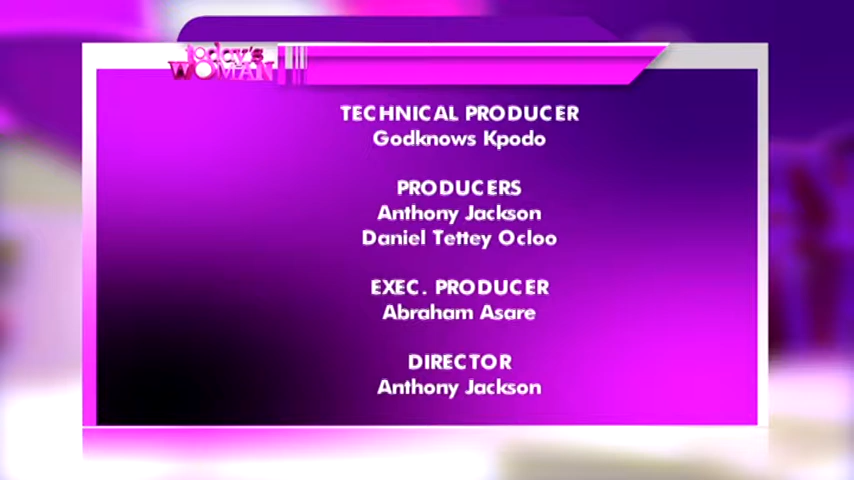 today's
WOMAN
TECHNICAL PRODUCER
Godknows Kpodo
PRODUCERS
Anthony Jackson
Daniel Tettey Ocloo
EXEC. PRODUCER
Abraham Asare
DIRECTOR
Anthony Jackson